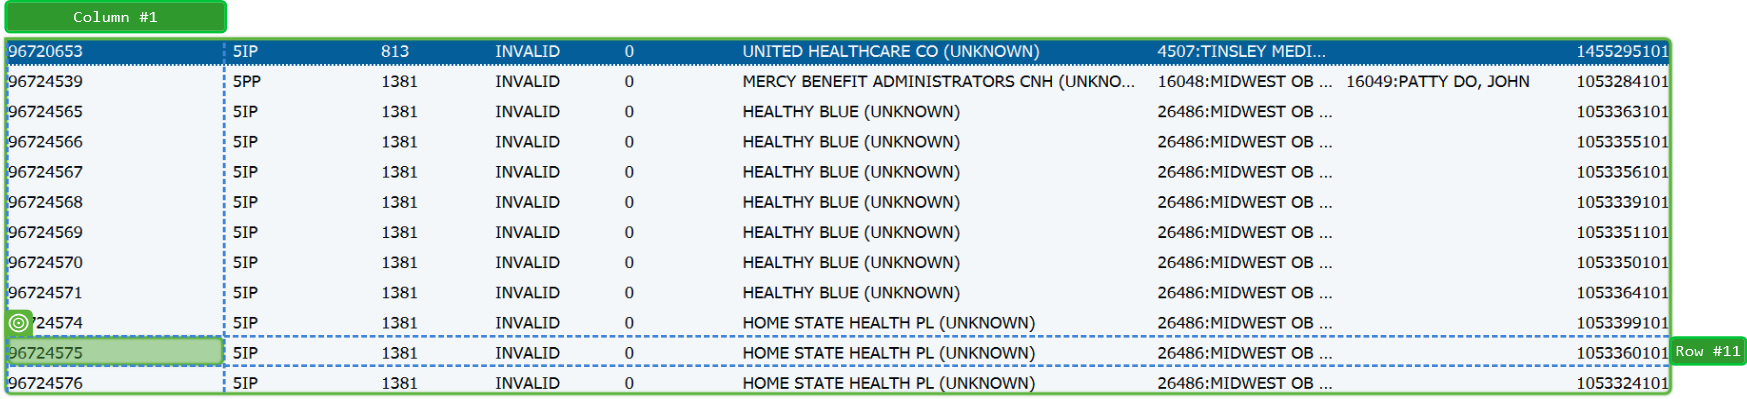 Column #1
96720653 5IP 813 INVALID 0 UNITED HEALTHCARE CO (UNKNOWN) 4507:TINSLEY MEDI... 1455295101
96724539 5PP 1381 INVALID 0 MERCY BENEFIT ADMINISTRATORS CNH (UNKNO... 16048:MIDWEST OB ... 16049:PATTY DO, JOHN 1053284101
96724565 5IP 1381 INVALID 0 HEALTHY BLUE (UNKNOWN) 26486:MIDWEST OB ... 1053363101
96724566 5IP 1381 INVALID 0 HEALTHY BLUE (UNKNOWN) 26486:MIDWEST OB ... 1053355101
96724567 5IP 1381 INVALID 0 HEALTHY BLUE (UNKNOWN) 26486:MIDWEST OB ... 1053356101
96724568 5IP 1381 INVALID 0 HEALTHY BLUE (UNKNOWN) 26486:MIDWEST OB ... 1053339101
96724569 5IP 1381 INVALID 0 HEALTHY BLUE (UNKNOWN) 26486:MIDWEST OB ... 1053351101
96724570 5IP 1381 INVALID 0 HEALTHY BLUE (UNKNOWN) 26486:MIDWEST OB ... 1053350101
96724571 5IP 1381 INVALID 0 HEALTHY BLUE (UNKNOWN) 26486:MIDWEST OB ... 1053364101
24574 5IP 1381 INVALID 0 HOME STATE HEALTH PL (UNKNOWN) 26486:MIDWEST OB ... 1053399101
96724575 5IP 1381 INVALID 0 HOME STATE HEALTH PL (UNKNOWN) 26486:MIDWEST OB ... 1053360101 Row #11
96724576 5IP 1381 INVALID 0 HOME STATE HEALTH PL (UNKNOWN) 26486:MIDWEST OB ... 1053324101